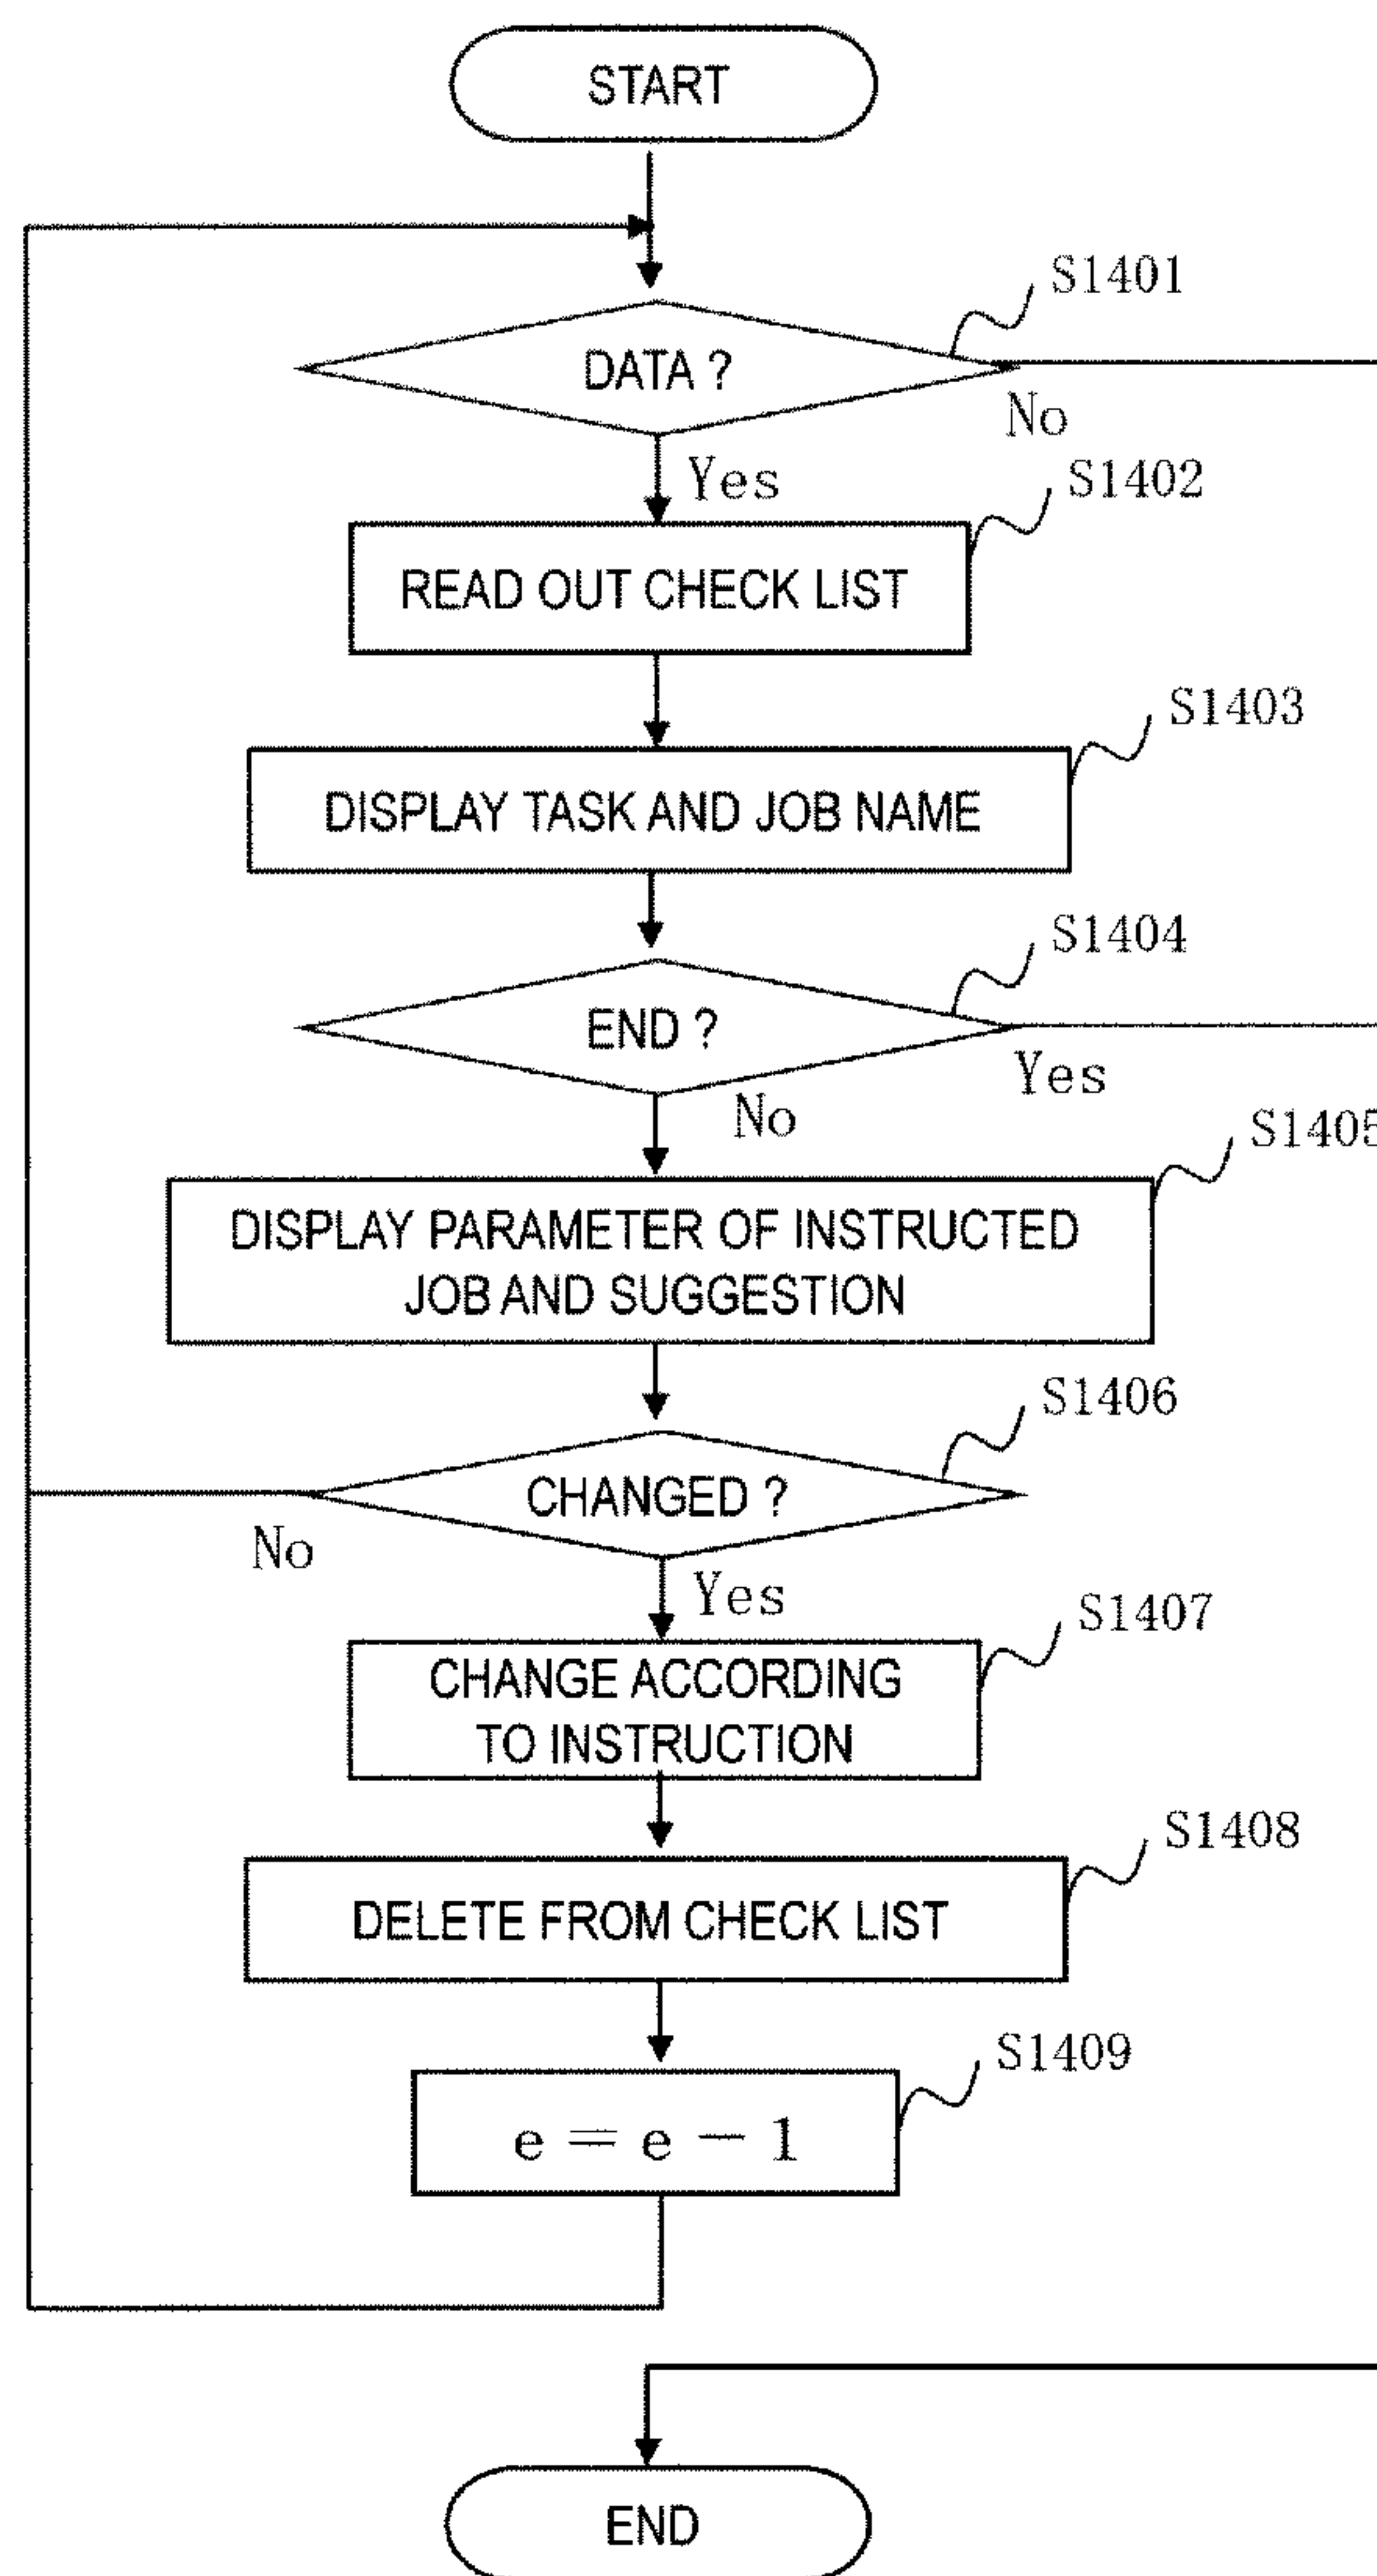 START
S1401
DATA ?
No
Yes
S1402
READ OUT CHECK LIST
S1403
DISPLAY TASK AND JOB NAME
S1404
END ?
Yes
No
S1405
DISPLAY PARAMETER OF INSTRUCTED
JOB AND SUGGESTION
S1406
CHANGED ?
No
Yes
S1407
CHANGE ACCORDING
TO INSTRUCTION
S1408
DELETE FROM CHECK LIST
S1409
e = e − 1
END